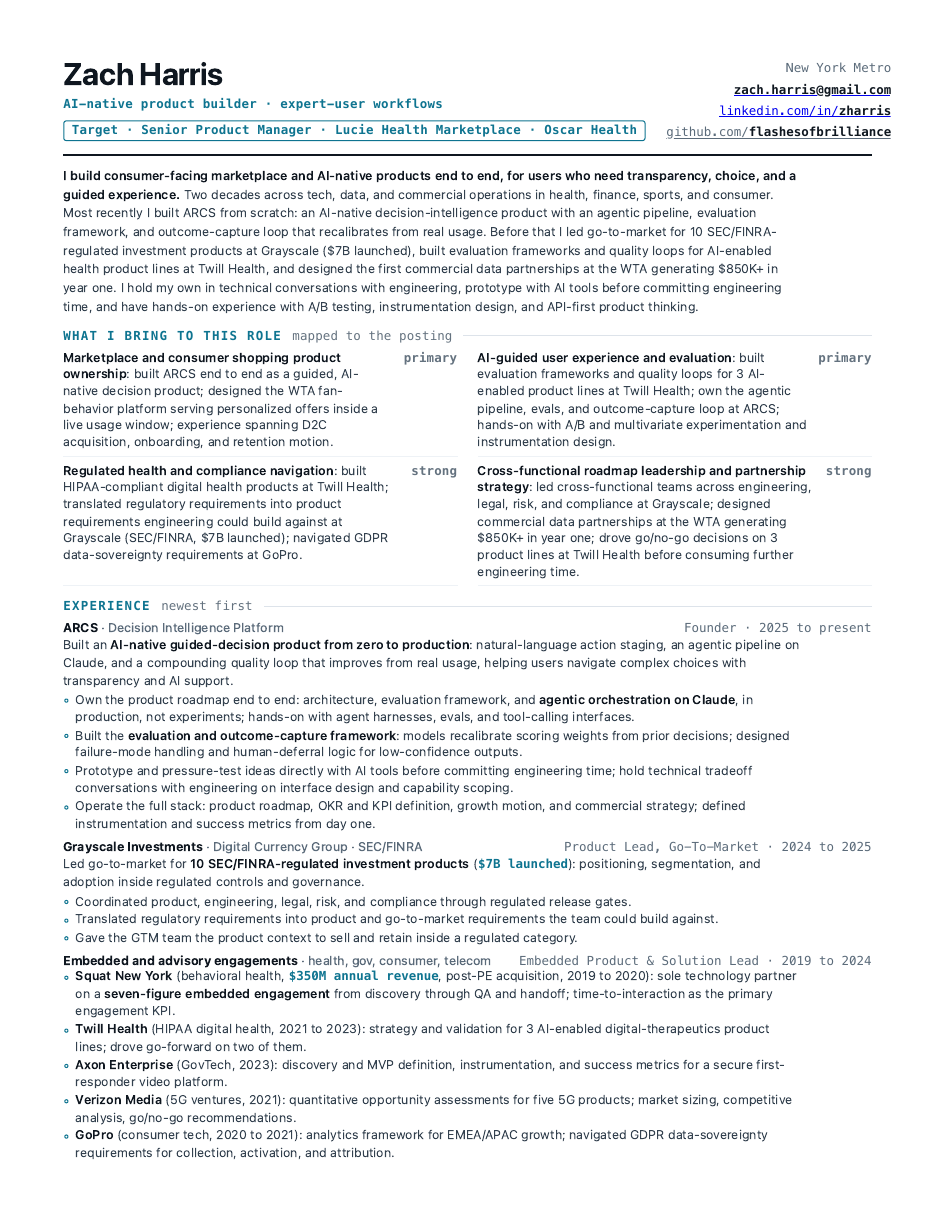 Zach Harris
AI-native product builder · expert-user workflows
Target · Senior Product Manager · Lucie Health Marketplace · Oscar Health
New York Metro
zach.harris@gmail.com
linkedin.com/in/zharris
github.com/flashesofbrilliance
I build consumer-facing marketplace and AI-native products end to end, for users who need transparency, choice, and a
guided experience. Two decades across tech, data, and commercial operations in health, finance, sports, and consumer.
Most recently I built ARCS from scratch: an AI-native decision-intelligence product with an agentic pipeline, evaluation
framework, and outcome-capture loop that recalibrates from real usage. Before that I led go-to-market for 10 SEC/FINRA-
regulated investment products at Grayscale ($7B launched), built evaluation frameworks and quality loops for AI-enabled
health product lines at Twill Health, and designed the first commercial data partnerships at the WTA generating $850K+ in
year one. I hold my own in technical conversations with engineering, prototype with AI tools before committing engineering
time, and have hands-on experience with A/B testing, instrumentation design, and API-first product thinking.
WHAT I BRING TO THIS ROLE mapped to the posting
Marketplace and consumer shopping product primary
ownership: built ARCS end to end as a guided, AI-
native decision product; designed the WTA fan-
behavior platform serving personalized offers inside a
live usage window; experience spanning D2C
acquisition, onboarding, and retention motion.
AI-guided user experience and evaluation: built primary
evaluation frameworks and quality loops for 3 AI-
enabled product lines at Twill Health; own the agentic
pipeline, evals, and outcome-capture loop at ARCS;
hands-on with A/B and multivariate experimentation and
instrumentation design.
Regulated health and compliance navigation: built strong
HIPAA-compliant digital health products at Twill Health;
translated regulatory requirements into product
requirements engineering could build against at
Grayscale (SEC/FINRA, $7B launched); navigated GDPR
data-sovereignty requirements at GoPro.
Cross-functional roadmap leadership and partnership strong
strategy: led cross-functional teams across engineering,
legal, risk, and compliance at Grayscale; designed
commercial data partnerships at the WTA generating
$850K+ in year one; drove go/no-go decisions on 3
product lines at Twill Health before consuming further
engineering time.
EXPERIENCE newest first
ARCS · Decision Intelligence Platform Founder · 2025 to present
Built an AI-native guided-decision product from zero to production: natural-language action staging, an agentic pipeline on
Claude, and a compounding quality loop that improves from real usage, helping users navigate complex choices with
transparency and AI support.
Own the product roadmap end to end: architecture, evaluation framework, and agentic orchestration on Claude, in
production, not experiments; hands-on with agent harnesses, evals, and tool-calling interfaces.
Built the evaluation and outcome-capture framework: models recalibrate scoring weights from prior decisions; designed
failure-mode handling and human-deferral logic for low-confidence outputs.
Prototype and pressure-test ideas directly with AI tools before committing engineering time; hold technical tradeoff
conversations with engineering on interface design and capability scoping.
Operate the full stack: product roadmap, OKR and KPI definition, growth motion, and commercial strategy; defined
instrumentation and success metrics from day one.
Grayscale Investments · Digital Currency Group · SEC/FINRA Product Lead, Go-To-Market · 2024 to 2025
Led go-to-market for 10 SEC/FINRA-regulated investment products ($7B launched): positioning, segmentation, and
adoption inside regulated controls and governance.
Coordinated product, engineering, legal, risk, and compliance through regulated release gates.
Translated regulatory requirements into product and go-to-market requirements the team could build against.
Gave the GTM team the product context to sell and retain inside a regulated category.
Embedded and advisory engagements · health, gov, consumer, telecom Embedded Product & Solution Lead · 2019 to 2024
Squat New York (behavioral health, $350M annual revenue, post-PE acquisition, 2019 to 2020): sole technology partner
on a seven-figure embedded engagement from discovery through QA and handoff; time-to-interaction as the primary
engagement KPI.
Twill Health (HIPAA digital health, 2021 to 2023): strategy and validation for 3 AI-enabled digital-therapeutics product
lines; drove go-forward on two of them.
Axon Enterprise (GovTech, 2023): discovery and MVP definition, instrumentation, and success metrics for a secure first-
responder video platform.
Verizon Media (5G ventures, 2021): quantitative opportunity assessments for five 5G products; market sizing, competitive
analysis, go/no-go recommendations.
GoPro (consumer tech, 2020 to 2021): analytics framework for EMEA/APAC growth; navigated GDPR data-sovereignty
requirements for collection, activation, and attribution.